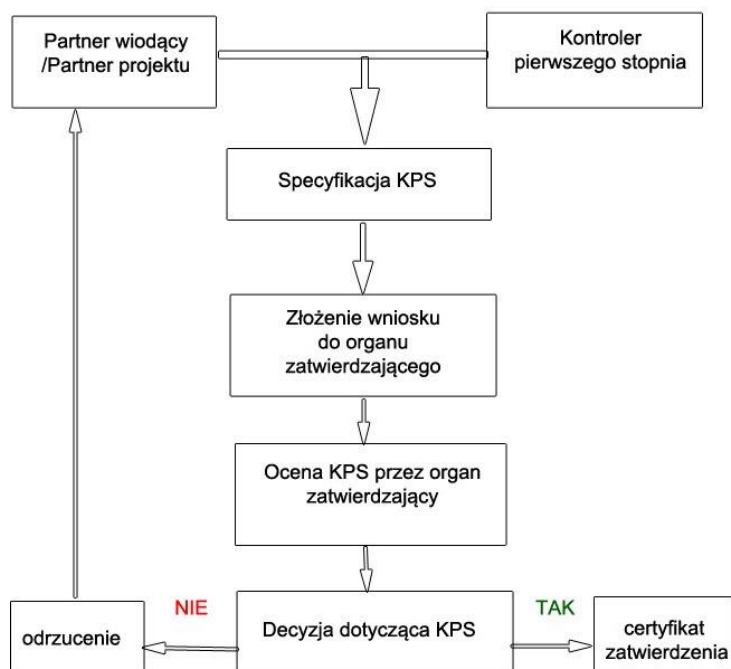 Partner wiodący
/Partner projektu
Kontroler
pierwszego stopnia
Specyfikacja KPS
Złożenie wniosku
do organu
zatwierdzającego
Ocena KPS przez organ
zatwierdzający
NIE
TAK
odrzucenie
Decyzja dotycząca KPS
certyfikat
zatwierdzenia